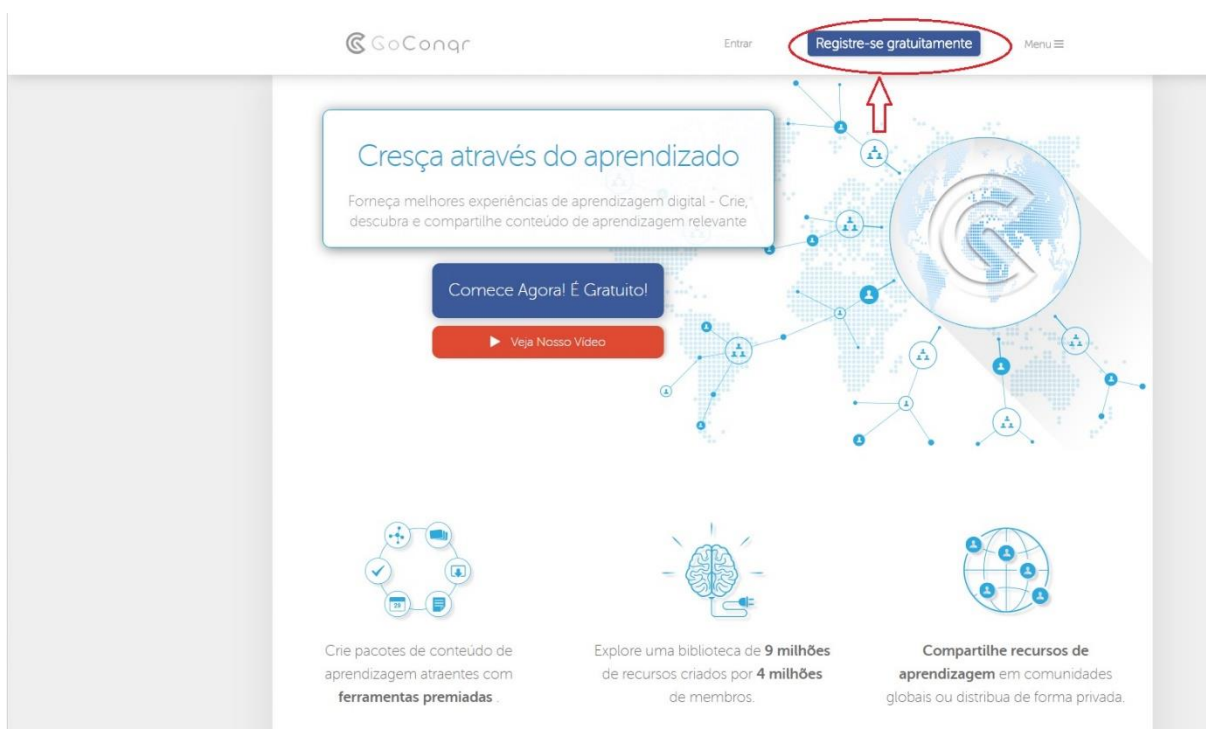 GoConqr
Entrar
Registre-se gratuitamente
Menu
Cresça através do aprendizado
Forneça melhores experiências de aprendizagem digital - Crie,
descubra e compartilhe conteúdo de aprendizagem relevante
Comece Agora! É Gratuito!
Veja Nosso Vídeo
29
Crie pacotes de conteúdo de
aprendizagem atraentes com
ferramentas premiadas .
Explore uma biblioteca de 9 milhões
de recursos criados por 4 milhões
de membros.
Compartilhe recursos de
aprendizagem em comunidades
globais ou distribua de forma privada.